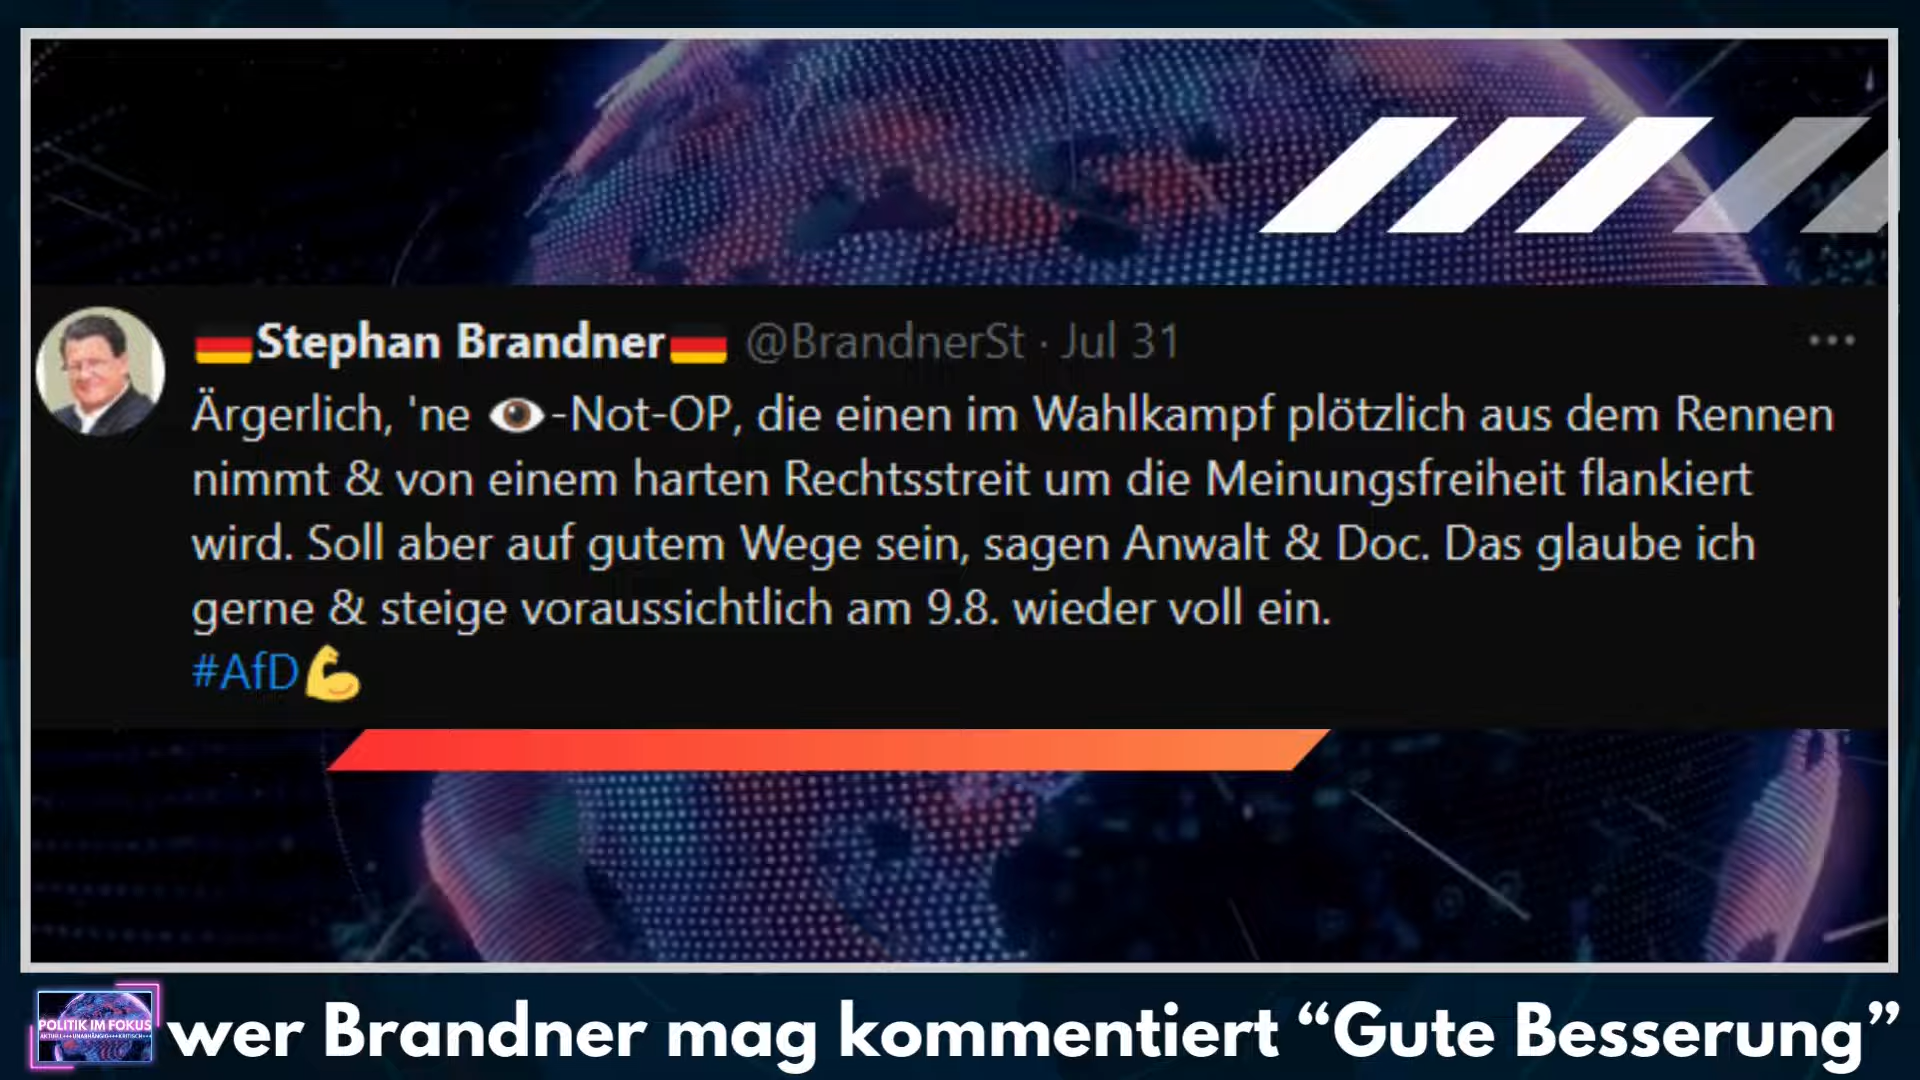 Stephan Brandner @BrandnerSt · Jul 31
Ärgerlich, 'ne 👁-Not-OP, die einen im Wahlkampf plötzlich aus dem Rennen
nimmt & von einem harten Rechtsstreit um die Meinungsfreiheit flankiert
wird. Soll aber auf gutem Wege sein, sagen Anwalt & Doc. Das glaube ich
gerne & steige voraussichtlich am 9.8. wieder voll ein.
#AfD💪
POLITIK IM FOKUS
AKTUELL+++UNABHÄNGIG+++KRITISCH+++
wer Brandner mag kommentiert “Gute Besserung”